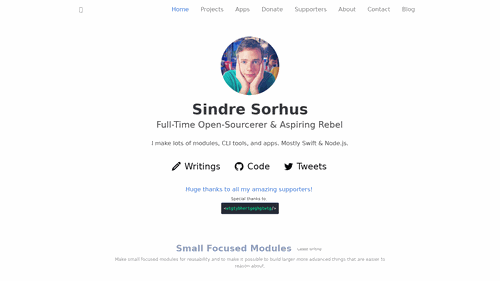 Home Projects Apps Donate Supporters About Contact Blog
Sindre Sorhus
Full-Time Open-Sourcerer & Aspiring Rebel
I make lots of modules, CLI tools, and apps. Mostly Swift & Node.js.
Writings Code Tweets
Huge thanks to all my amazing supporters!
Special thanks to:
Small Focused Modules Latest writing
Make small focused modules for reusability and to make it possible to build larger more advanced things that are easier to
reason about.